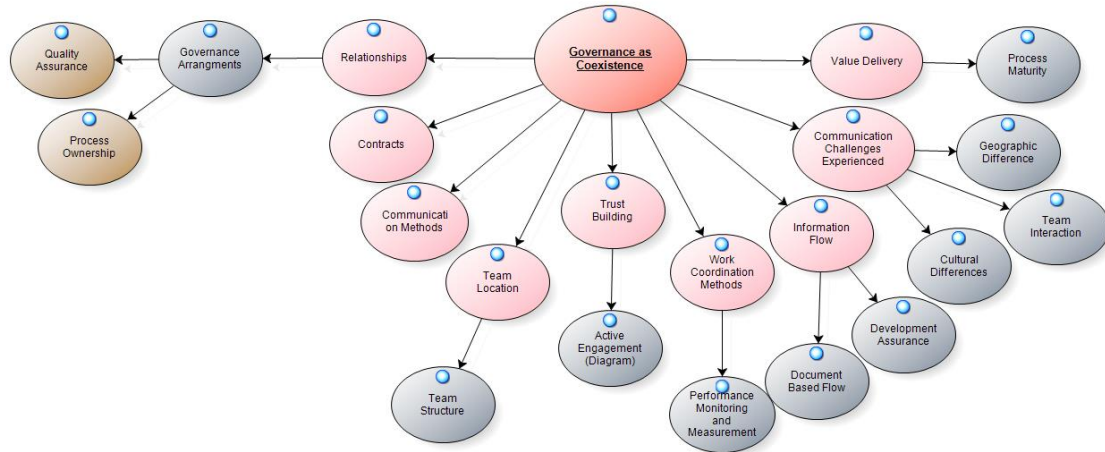 Quality
Assurance
Governance
Arrangments
Relationships
Governance as
Coexistence
Value Delivery
Process
Maturity
Process
Ownership
Contracts
Communication
Challenges
Experienced
Geographic
Difference
Communicati
on Methods
Trust
Building
Information
Flow
Team
Interaction
Team
Location
Work
Coordination
Methods
Cultural
Differences
Active
Engagement
(Diagram)
Development
Assurance
Team
Structure
Performance
Monitoring
and
Measurement
Document
Based Flow